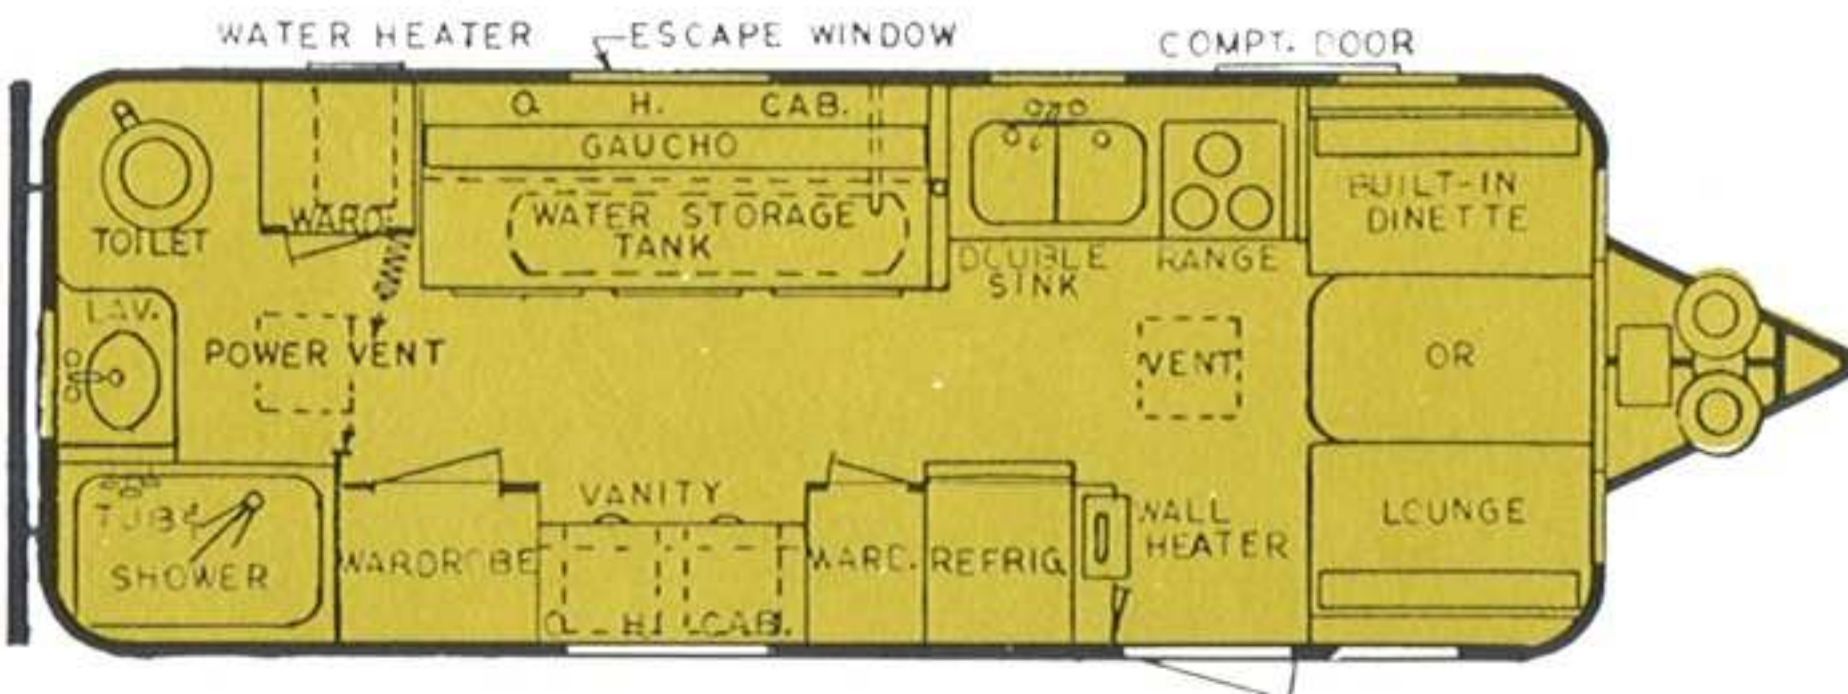 WATER HEATER
ESCAPE WINDOW
COMPT. DOOR
O. H. CAB.
GAUCHO
WATER STORAGE
TANK
WARD.
TOILET
DOUBLE
SINK
RANGE
BUILT-IN
DINETTE
LAV.
POWER VENT
VENT
OR
TUB &
SHOWER
WARDROBE
VANITY
O. H. CAB.
WARD.
REFRIG
WALL
HEATER
LOUNGE